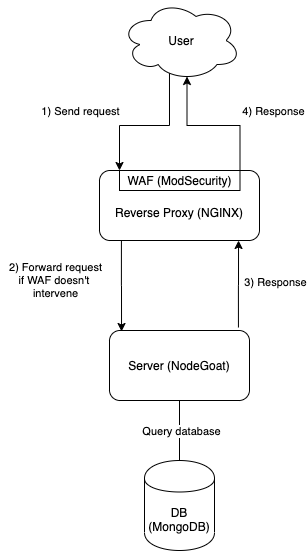 User
1) Send request
4) Response
WAF (ModSecurity)
Reverse Proxy (NGINX)
2) Forward request
if WAF doesn't
intervene
3) Response
Server (NodeGoat)
Query database
DB
(MongoDB)